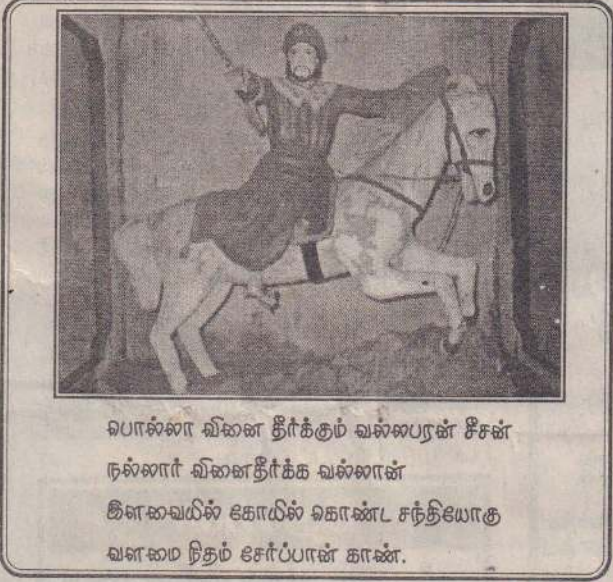 பொல்லா வினை தீர்க்கும் வல்லபரன் சீசன்
நல்லார் வினைதீர்க்க வல்லான்
இளவையில் கோயில் கொண்ட சந்தியோகு
வளமை நிதம் சேர்ப்பான் காண்.